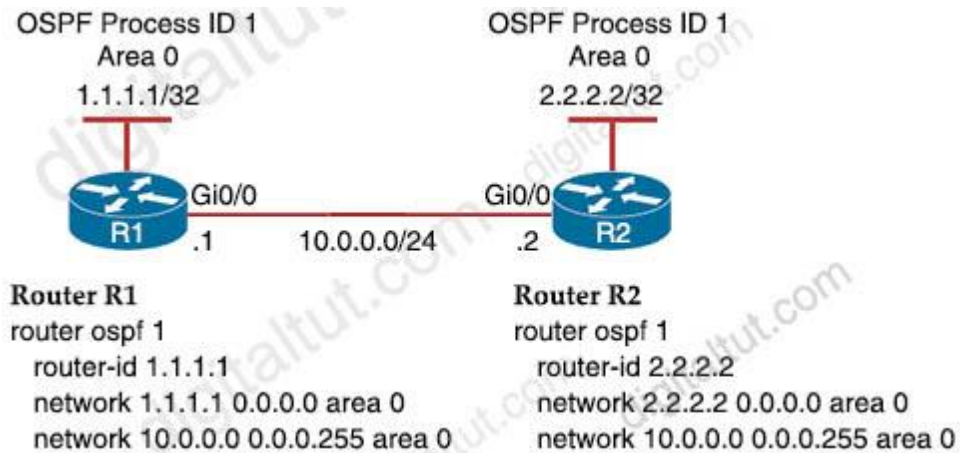 OSPF Process ID 1
Area 0
1.1.1.1/32
OSPF Process ID 1
Area 0
2.2.2.2/32
Gi0/0
Gi0/0
R1
.1
10.0.0.0/24
.2
R2
Router R1
router ospf 1
router-id 1.1.1.1
network 1.1.1.1 0.0.0.0 area 0
network 10.0.0.0 0.0.0.255 area 0
Router R2
router ospf 1
router-id 2.2.2.2
network 2.2.2.2 0.0.0.0 area 0
network 10.0.0.0 0.0.0.255 area 0
digitaltut.com